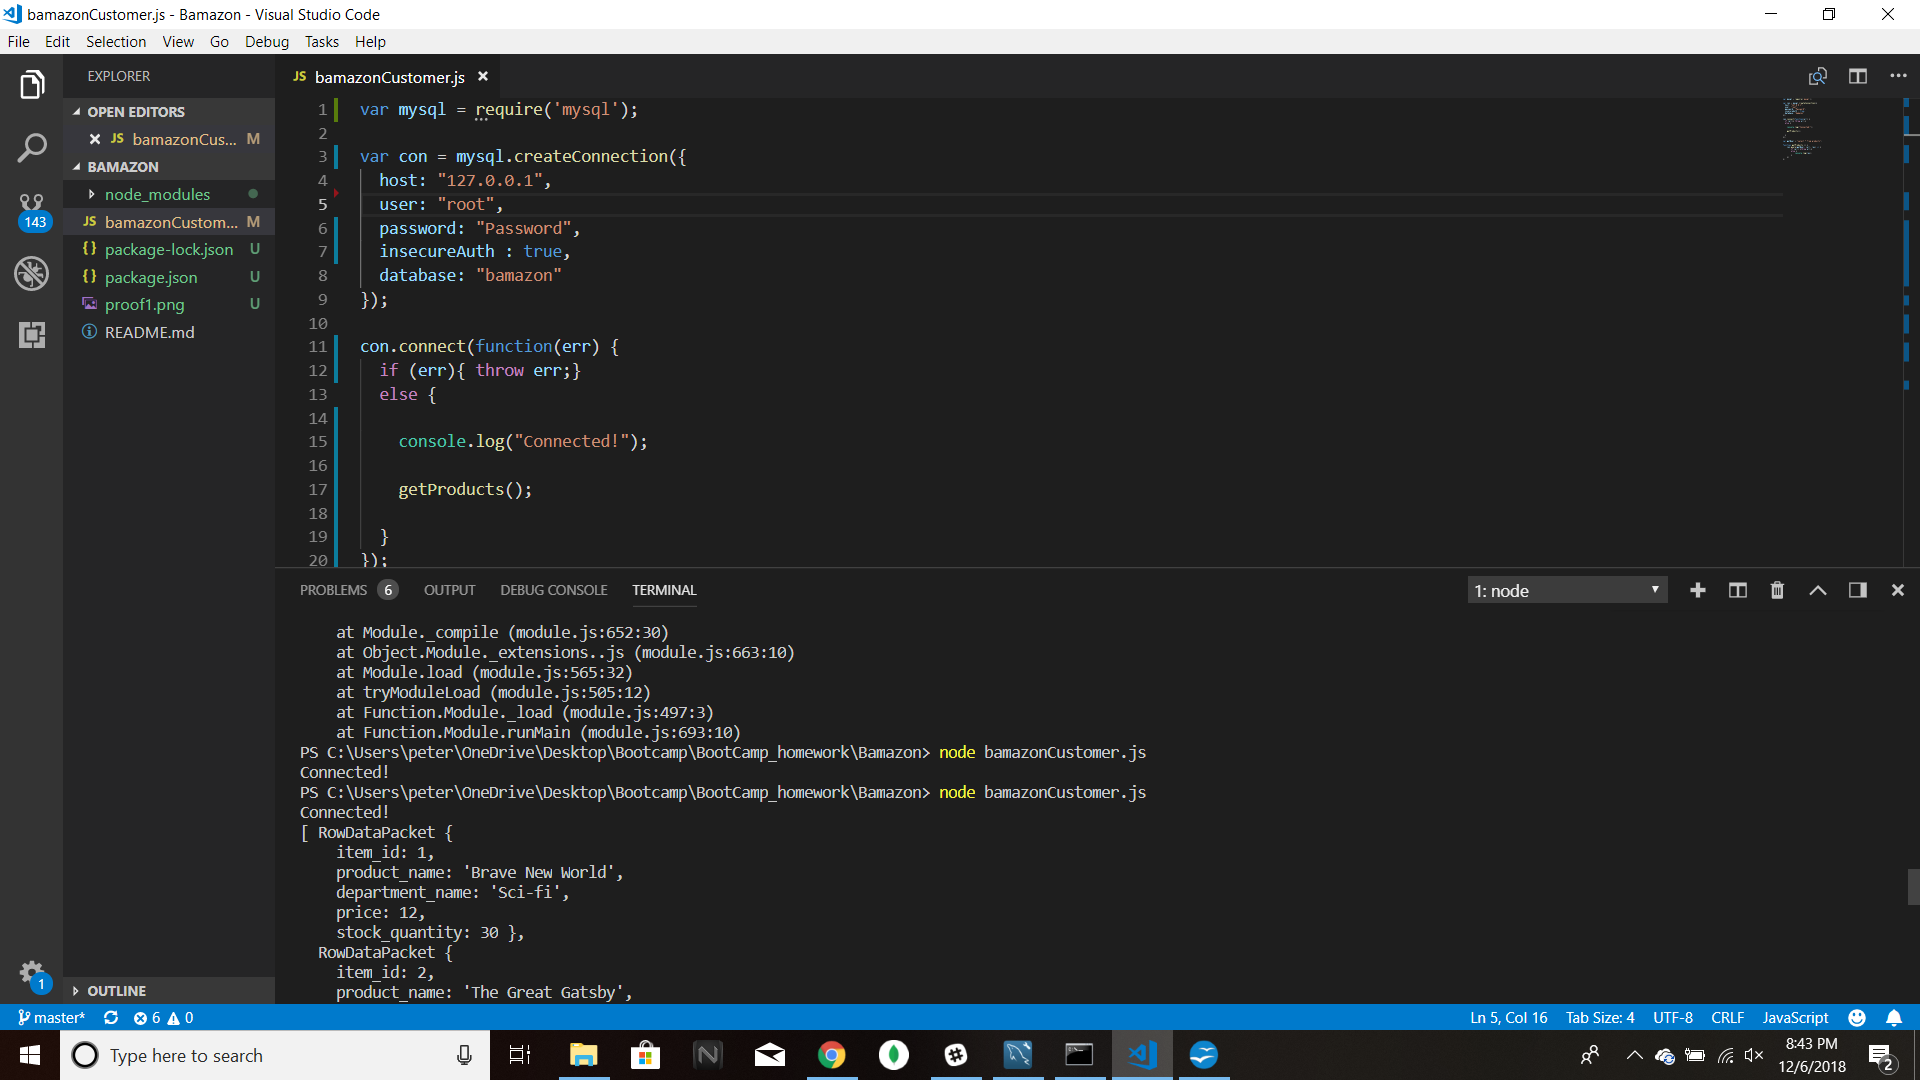 bamazonCustomer.js - Bamazon - Visual Studio Code
File Edit Selection View Go Debug Tasks Help
EXPLORER
OPEN EDITORS
JS bamazonCus... M
BAMAZON
node_modules
JS bamazonCustom... M
{} package-lock.json U
{} package.json U
proof1.png U
README.md
OUTLINE
143
1
JS bamazonCustomer.js
1 var mysql = require('mysql');
2
3 var con = mysql.createConnection({
4 host: "127.0.0.1",
5 user: "root",
6 password: "Password",
7 insecureAuth : true,
8 database: "bamazon"
9 });
10
11 con.connect(function(err) {
12 if (err){ throw err;}
13 else {
14
15 console.log("Connected!");
16
17 getProducts();
18
19 }
20 });
PROBLEMS 6 OUTPUT DEBUG CONSOLE TERMINAL 1: node
at Module._compile (module.js:652:30)
at Object.Module._extensions..js (module.js:663:10)
at Module.load (module.js:565:32)
at tryModuleLoad (module.js:505:12)
at Function.Module._load (module.js:497:3)
at Function.Module.runMain (module.js:693:10)
PS C:\Users\peter\OneDrive\Desktop\Bootcamp\BootCamp_homework\Bamazon> node bamazonCustomer.js
Connected!
PS C:\Users\peter\OneDrive\Desktop\Bootcamp\BootCamp_homework\Bamazon> node bamazonCustomer.js
Connected!
[ RowDataPacket {
item_id: 1,
product_name: 'Brave New World',
department_name: 'Sci-fi',
price: 12,
stock_quantity: 30 },
RowDataPacket {
item_id: 2,
product_name: 'The Great Gatsby',
master* 6 0 Ln 5, Col 16 Tab Size: 4 UTF-8 CRLF JavaScript
Type here to search
8:43 PM
12/6/2018
2